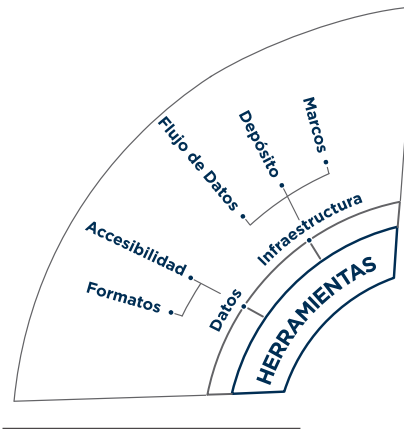 Marcos
Depósito
Flujo de Datos
Infraestructura
Accesibilidad
Formatos
Datos
HERRAMIENTAS